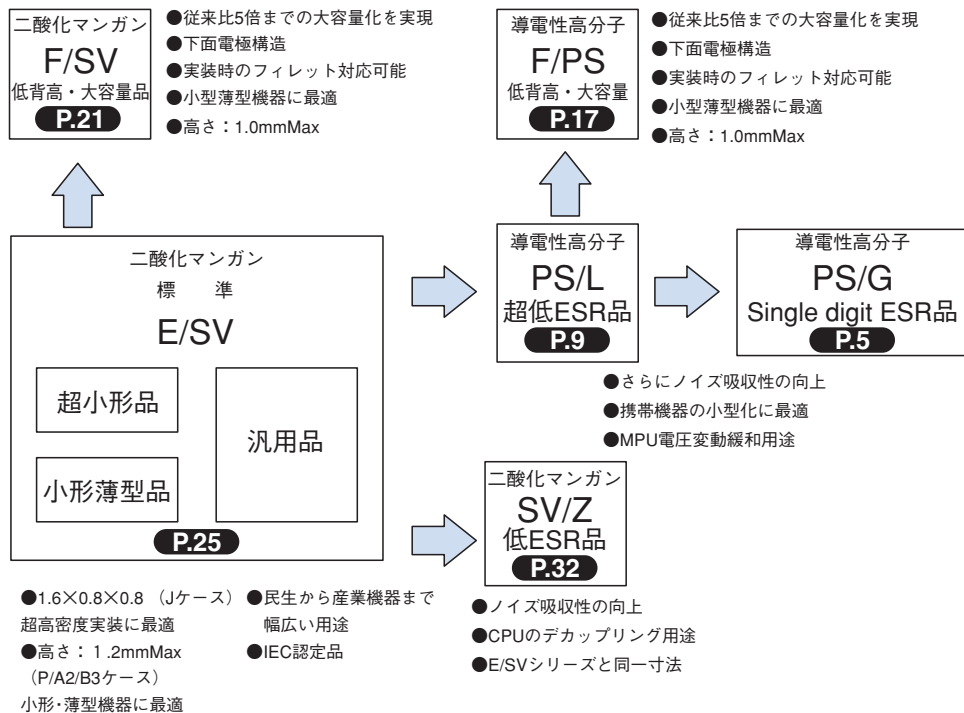 二酸化マンガン
F/SV
低背高・大容量品
P.21
●従来比5倍までの大容量化を実現
●下面電極構造
●実装時のフィレット対応可能
●小型薄型機器に最適
●高さ：1.0mmMax
導電性高分子
F/PS
低背高・大容量
P.17
●従来比5倍までの大容量化を実現
●下面電極構造
●実装時のフィレット対応可能
●小型薄型機器に最適
●高さ：1.0mmMax
二酸化マンガン
標　準
E/SV
超小形品
小形薄型品
汎用品
P.25
導電性高分子
PS/L
超低ESR品
P.9
導電性高分子
PS/G
Single digit ESR品
P.5
●さらにノイズ吸収性の向上
●携帯機器の小型化に最適
●MPU電圧変動緩和用途
二酸化マンガン
SV/Z
低ESR品
P.32
●1.6×0.8×0.8 （Jケース）
超高密度実装に最適
●高さ：1.2mmMax
（P/A2/B3ケース）
小形・薄型機器に最適
●民生から産業機器まで
幅広い用途
●IEC認定品
●ノイズ吸収性の向上
●CPUのデカップリング用途
●E/SVシリーズと同一寸法